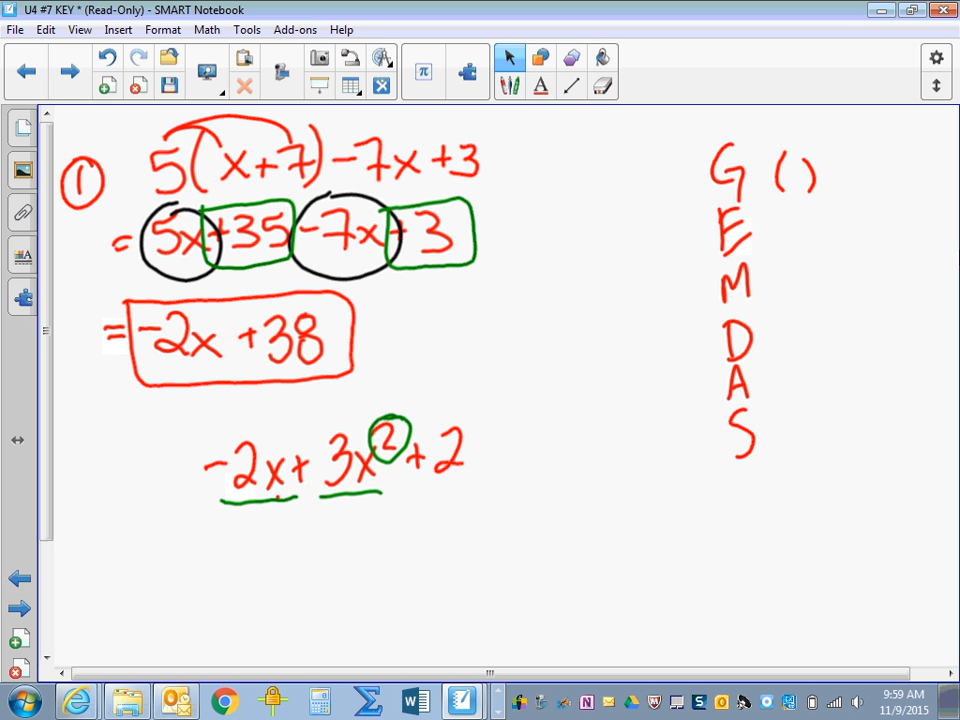 U4 #7 KEY * (Read-Only) - SMART Notebook
File Edit View Insert Format Math Tools Add-ons Help
① 5(x+7)-7x+3
= 5x+35-7x+3
= -2x+38
-2x+3x²+2
G ()
E
M
D
A
S
9:59 AM
11/9/2015